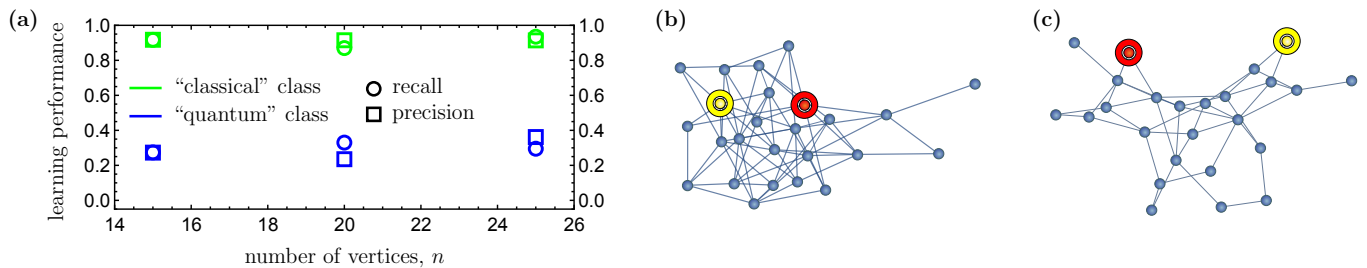 (a)
learning performance
1.0
0.8
0.6
0.4
0.2
0.0
1.0
0.8
0.6
0.4
0.2
0.0
"classical" class
recall
"quantum" class
precision
14 16 18 20 22 24 26
number of vertices, n
(b)
(c)